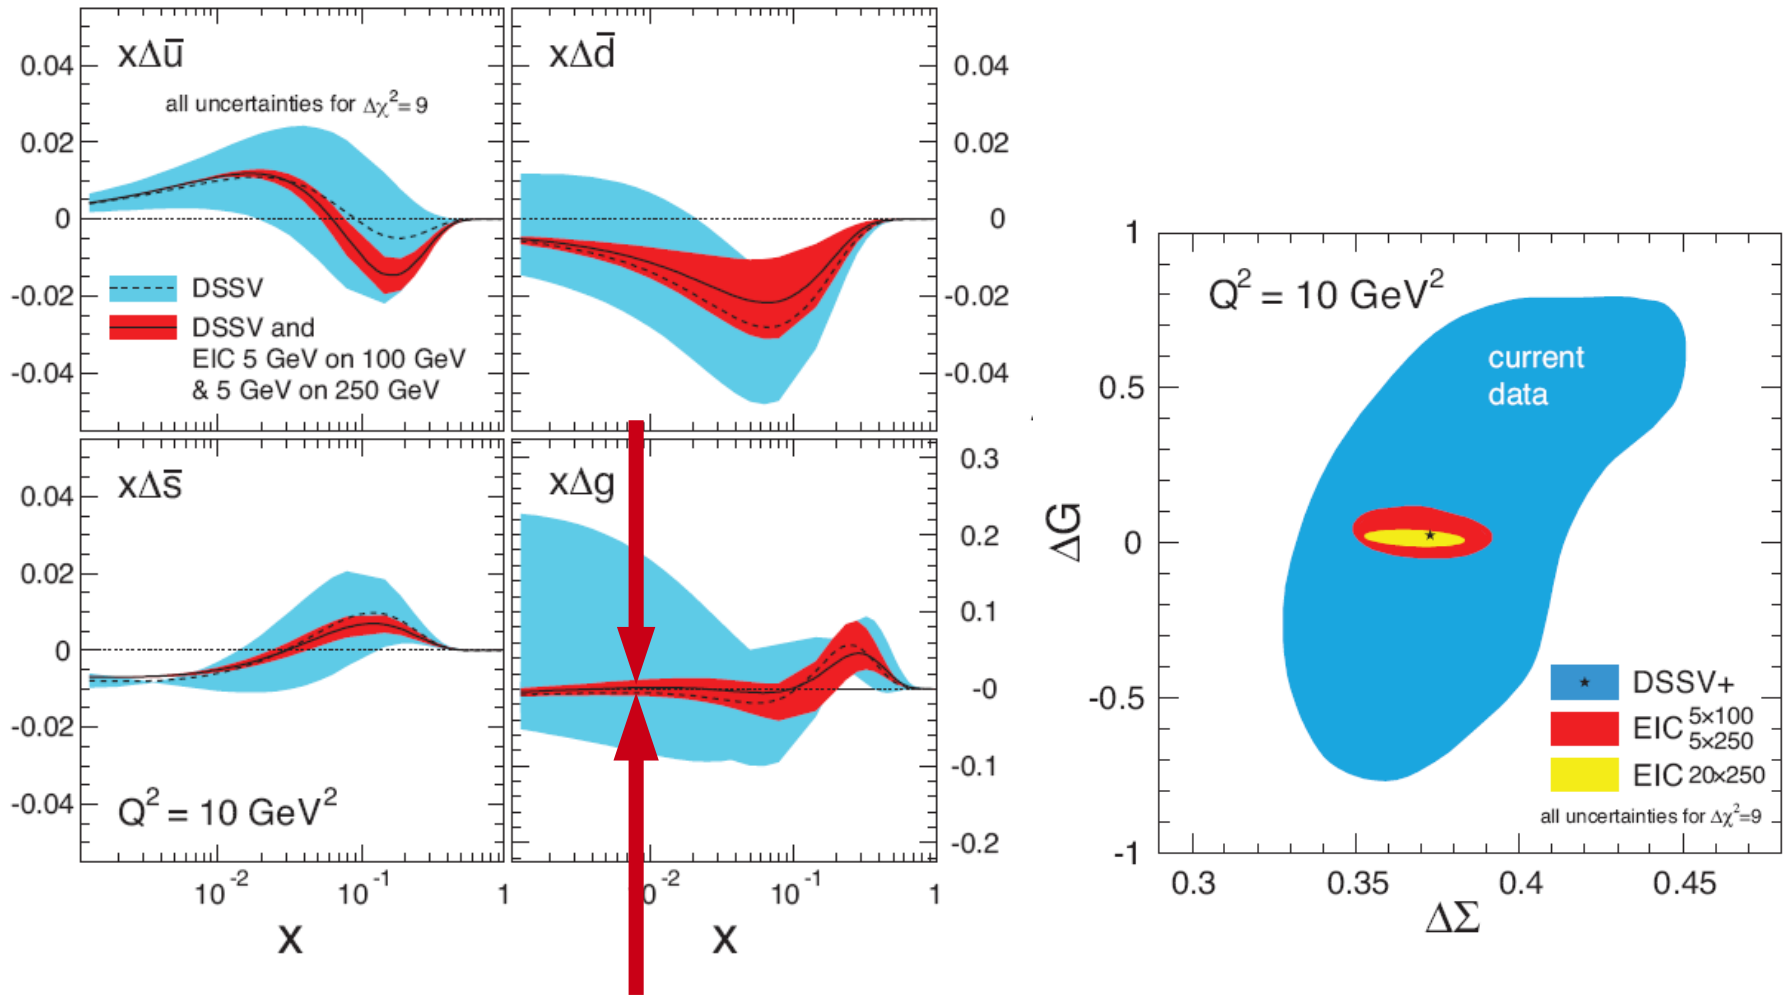 xΔū
all uncertainties for Δχ²= 9
0.04
0.02
0
-0.02
-0.04
DSSV
DSSV and
EIC 5 GeV on 100 GeV
& 5 GeV on 250 GeV
xΔd̄
0.04
0.02
0
-0.02
-0.04
xΔs̄
0.04
0.02
0
-0.02
-0.04
Q² = 10 GeV²
10⁻² 10⁻¹ 1
x
xΔg
0.3
0.2
0.1
-0
-0.1
-0.2
0⁻² 10⁻¹ 1
x
1
0.5
0
-0.5
-1
ΔG
Q² = 10 GeV²
current
data
DSSV+
EIC 5×100
5×250
EIC 20×250
all uncertainties for Δχ²=9
0.3 0.35 0.4 0.45
ΔΣ